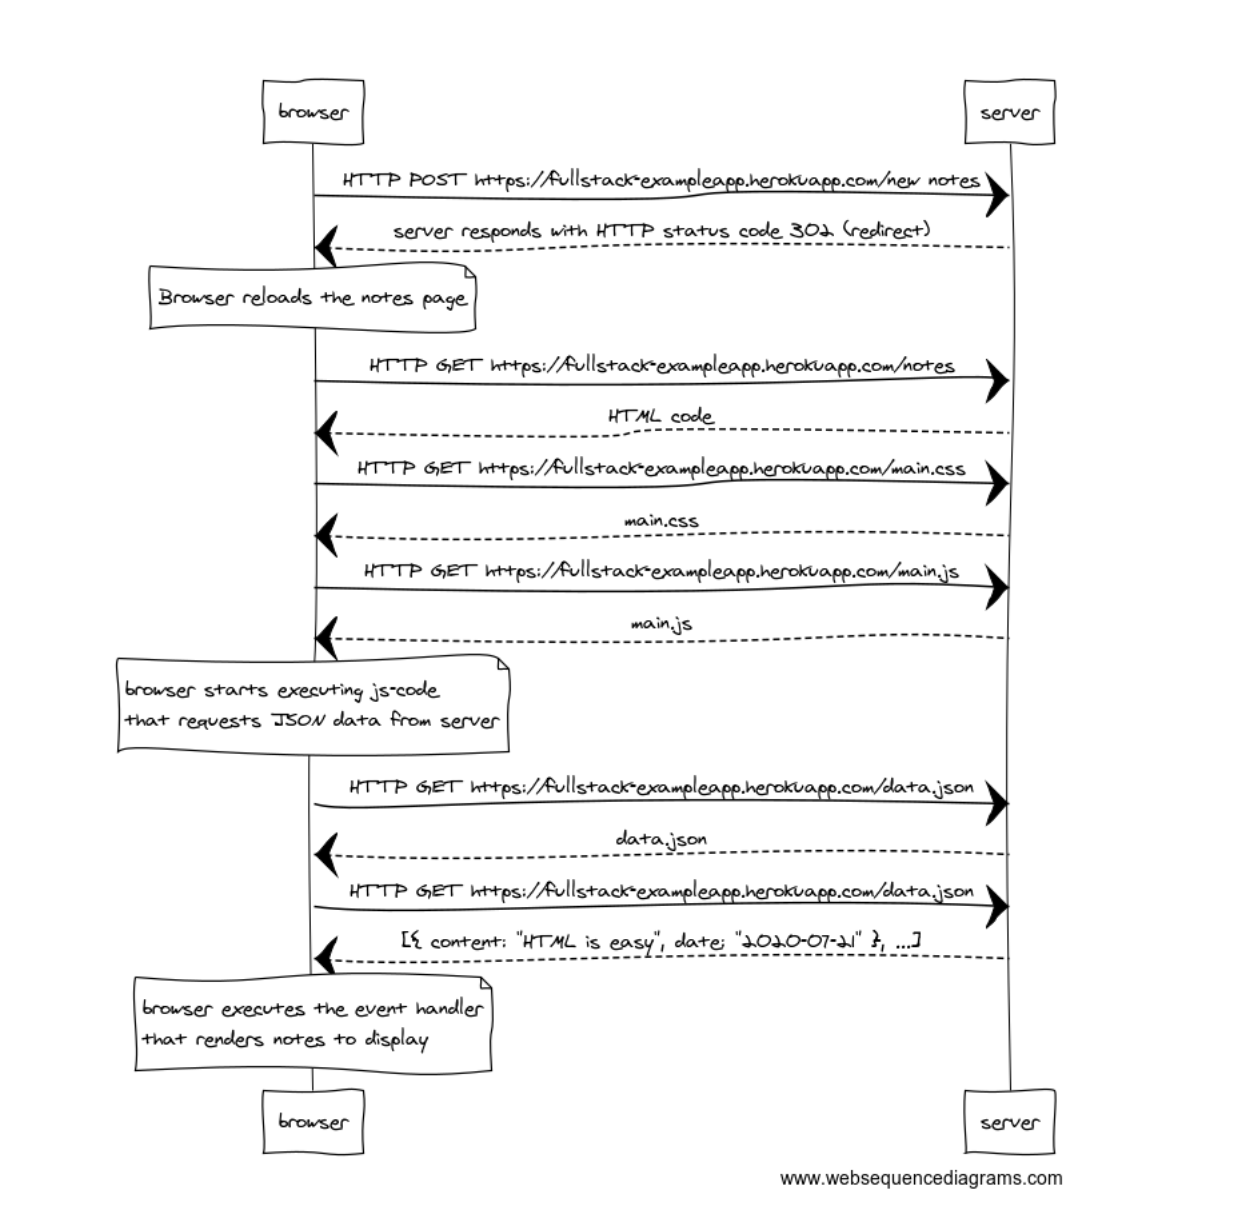 browser
server
HTTP POST https://fullstack-exampleapp.herokuapp.com/new notes
server responds with HTTP status code 302 (redirect)
Browser reloads the notes page
HTTP GET https://fullstack-exampleapp.herokuapp.com/notes
HTML code
HTTP GET https://fullstack-exampleapp.herokuapp.com/main.css
main.css
HTTP GET https://fullstack-exampleapp.herokuapp.com/main.js
main.js
browser starts executing js-code
that requests JSON data from server
HTTP GET https://fullstack-exampleapp.herokuapp.com/data.json
data.json
HTTP GET https://fullstack-exampleapp.herokuapp.com/data.json
[{ content: "HTML is easy", date: "2020-07-21" }, ...]
browser executes the event handler
that renders notes to display
browser
server
www.websequencediagrams.com